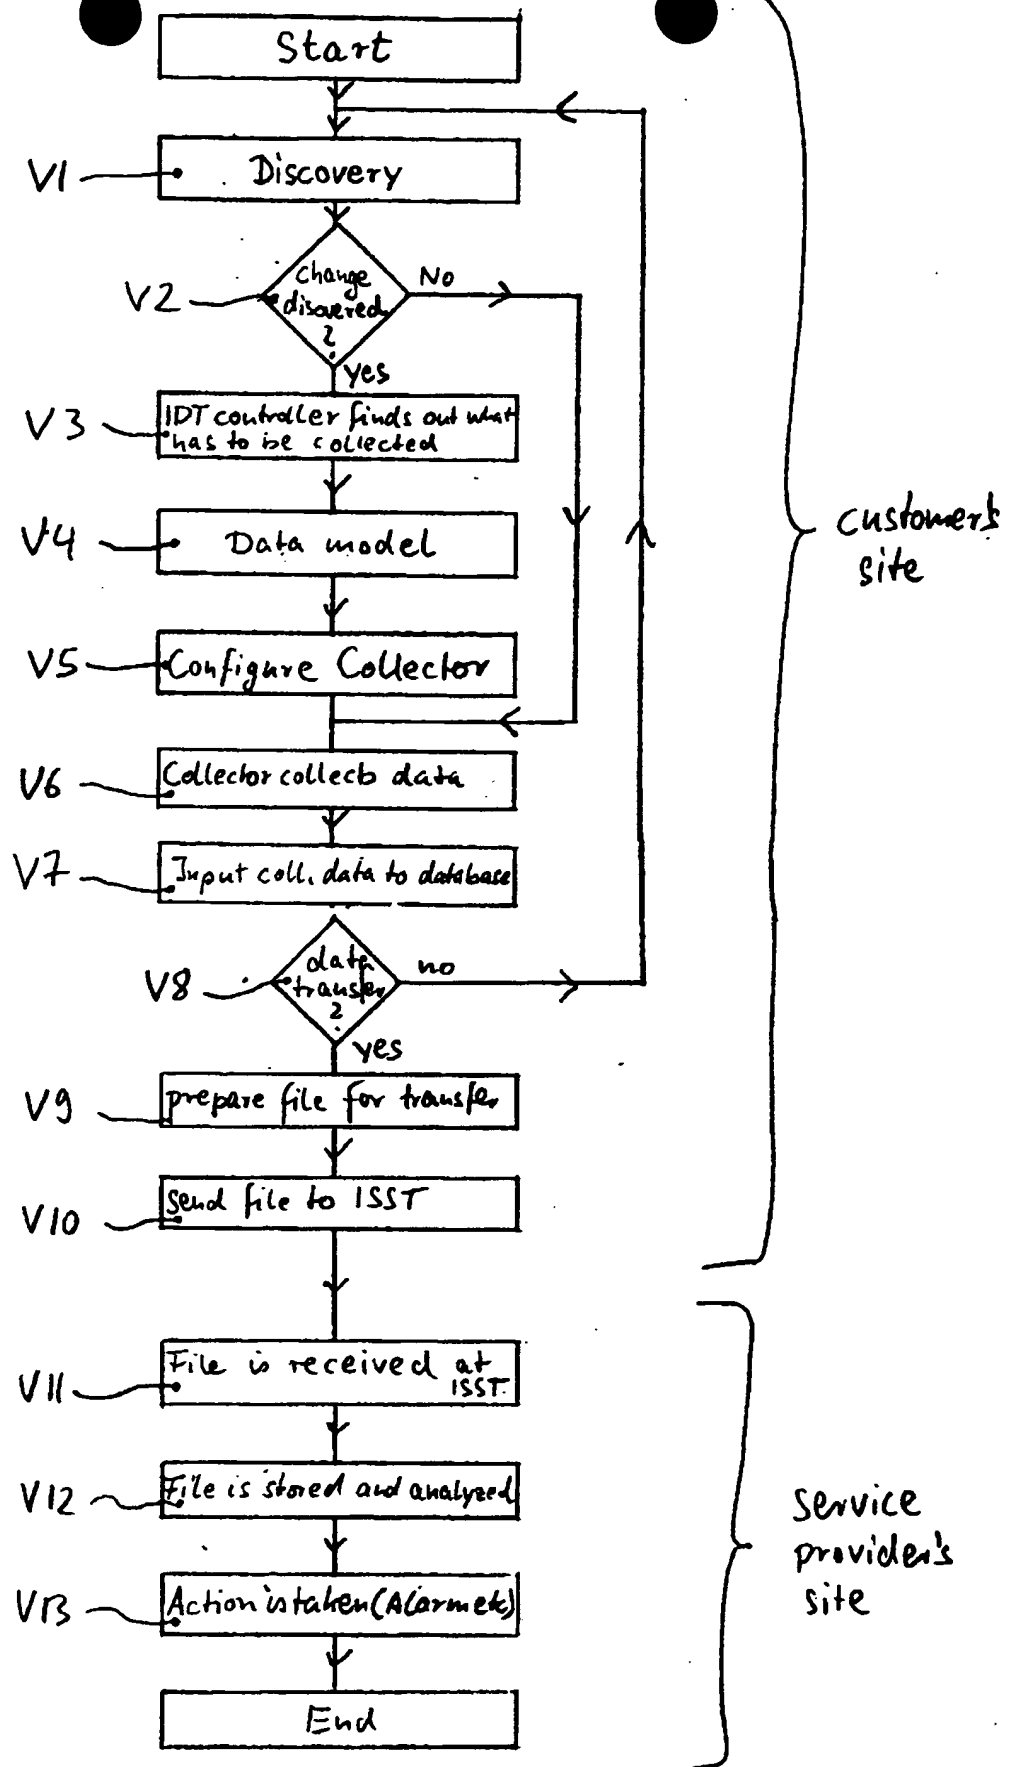 Start
V1
Discovery
V2
change
disovered
?
No
yes
V3
IDT controller finds out what
has to be collected
V4
Data model
customer's
site
V5
Configure Collector
V6
Collector collects data
V7
Input coll. data to database
V8
data
transfer
?
no
yes
V9
prepare file for transfer
V10
send file to ISST
V11
File is received at
ISST.
V12
File is stored and analyzed
service
provider's
site
V13
Action is taken (Alarm etc)
End